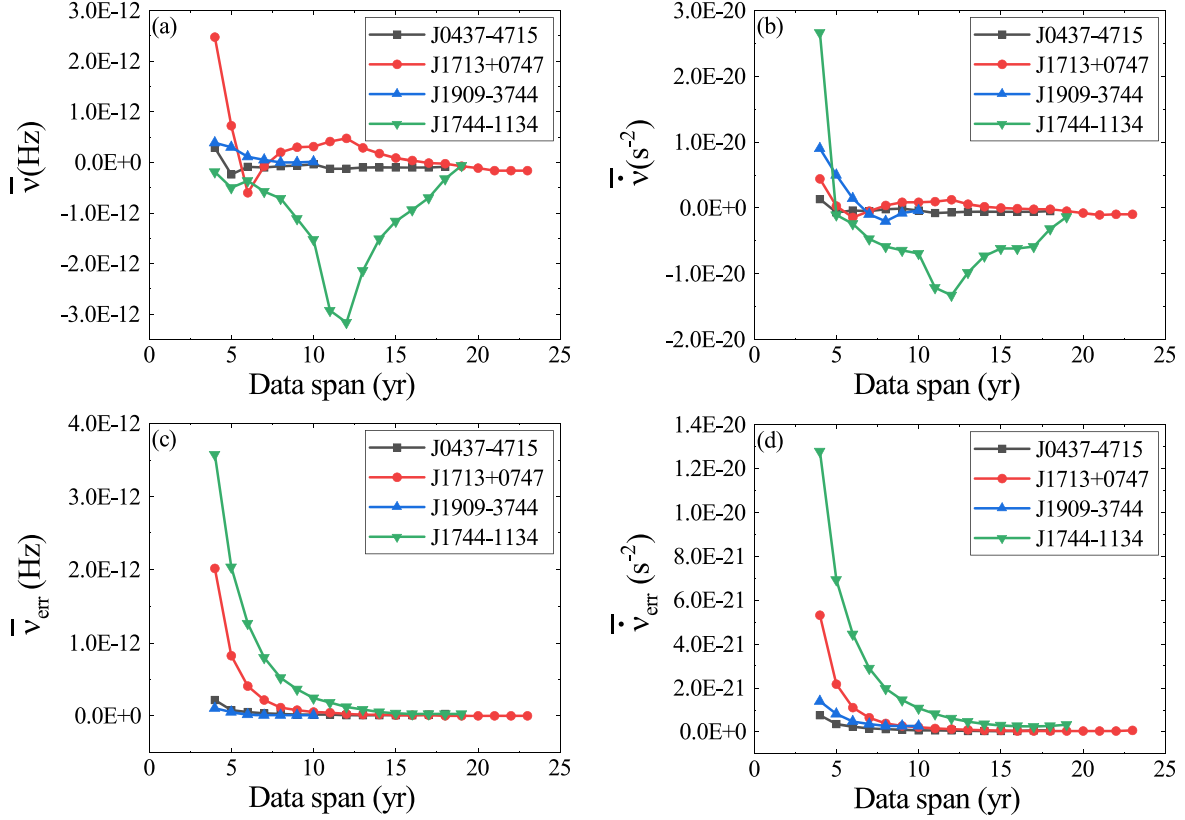 (a)
3.0E-12
2.0E-12
1.0E-12
0.0E+0
-1.0E-12
-2.0E-12
-3.0E-12
ν̅(Hz)
0 5 10 15 20 25
Data span (yr)
J0437-4715
J1713+0747
J1909-3744
J1744-1134
(b)
3.0E-20
2.0E-20
1.0E-20
0.0E+0
-1.0E-20
-2.0E-20
ν̇̅(s⁻²)
0 5 10 15 20 25
Data span (yr)
J0437-4715
J1713+0747
J1909-3744
J1744-1134
(c)
4.0E-12
3.0E-12
2.0E-12
1.0E-12
0.0E+0
ν̅err (Hz)
0 5 10 15 20 25
Data span (yr)
J0437-4715
J1713+0747
J1909-3744
J1744-1134
(d)
1.4E-20
1.2E-20
1.0E-20
8.0E-21
6.0E-21
4.0E-21
2.0E-21
0.0E+0
ν̇̅err (s⁻²)
0 5 10 15 20 25
Data span (yr)
J0437-4715
J1713+0747
J1909-3744
J1744-1134